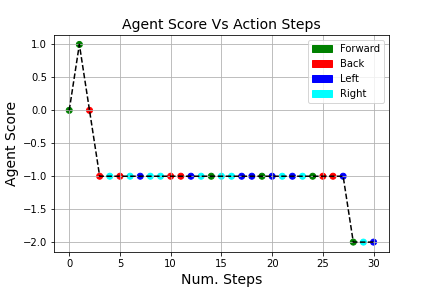 Agent Score Vs Action Steps
Agent Score
1.0
0.5
0.0
−0.5
−1.0
−1.5
−2.0
Forward
Back
Left
Right
0 5 10 15 20 25 30
Num. Steps